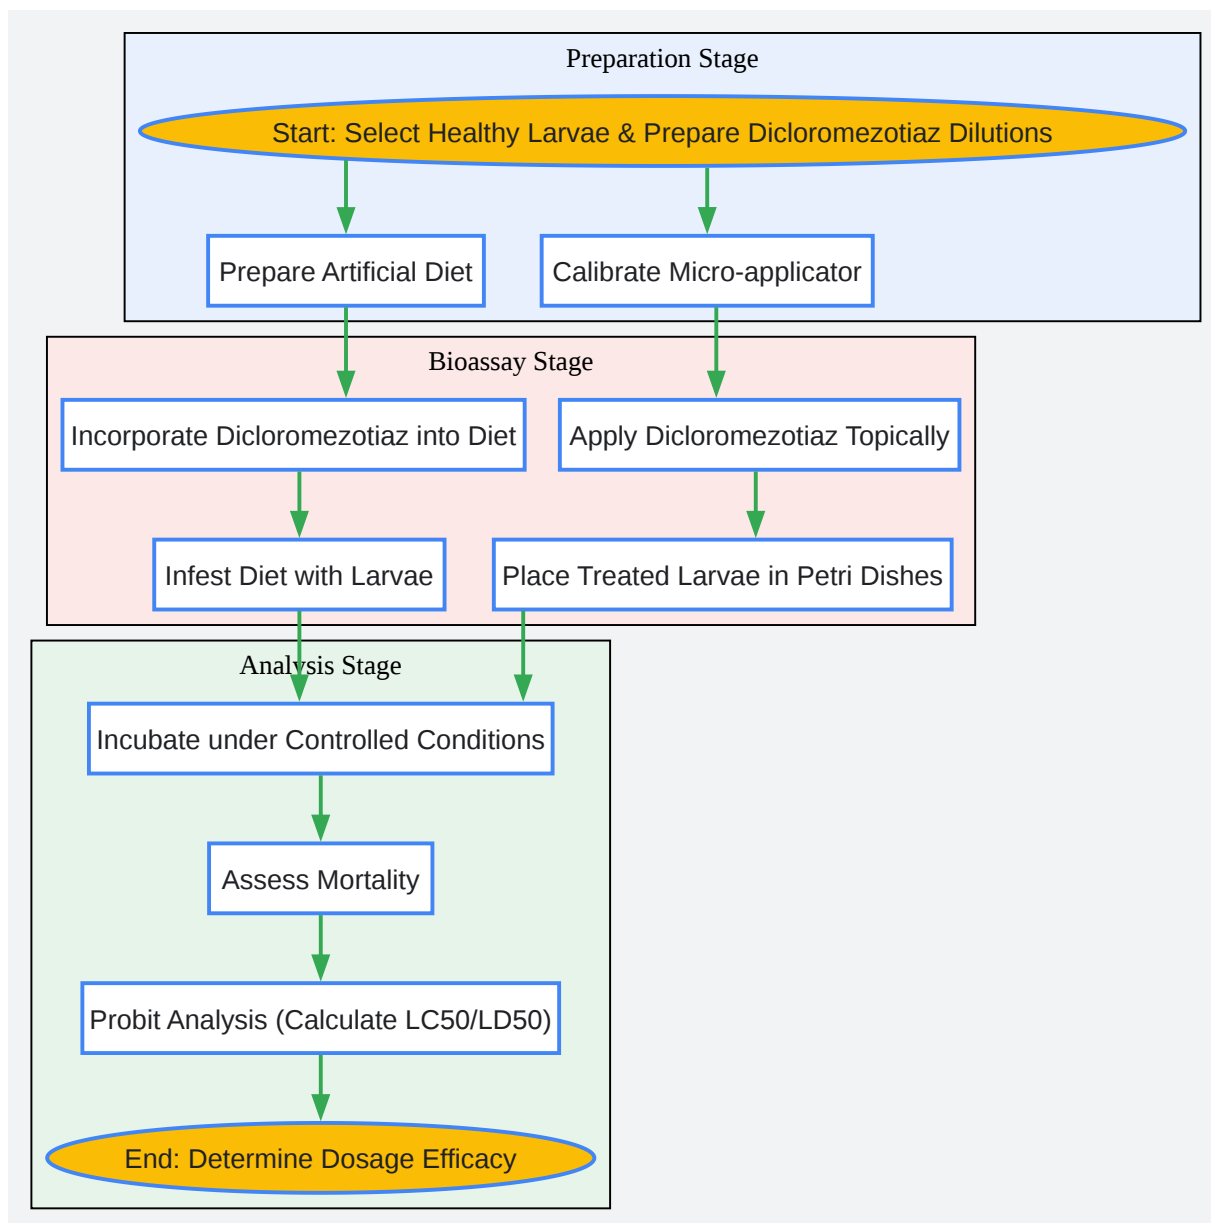 Preparation Stage
Start: Select Healthy Larvae & Prepare Dicloromezotiaz Dilutions
Prepare Artificial Diet
Calibrate Micro-applicator
Bioassay Stage
Incorporate Dicloromezotiaz into Diet
Apply Dicloromezotiaz Topically
Infest Diet with Larvae
Place Treated Larvae in Petri Dishes
Analysis Stage
Incubate under Controlled Conditions
Assess Mortality
Probit Analysis (Calculate LC50/LD50)
End: Determine Dosage Efficacy